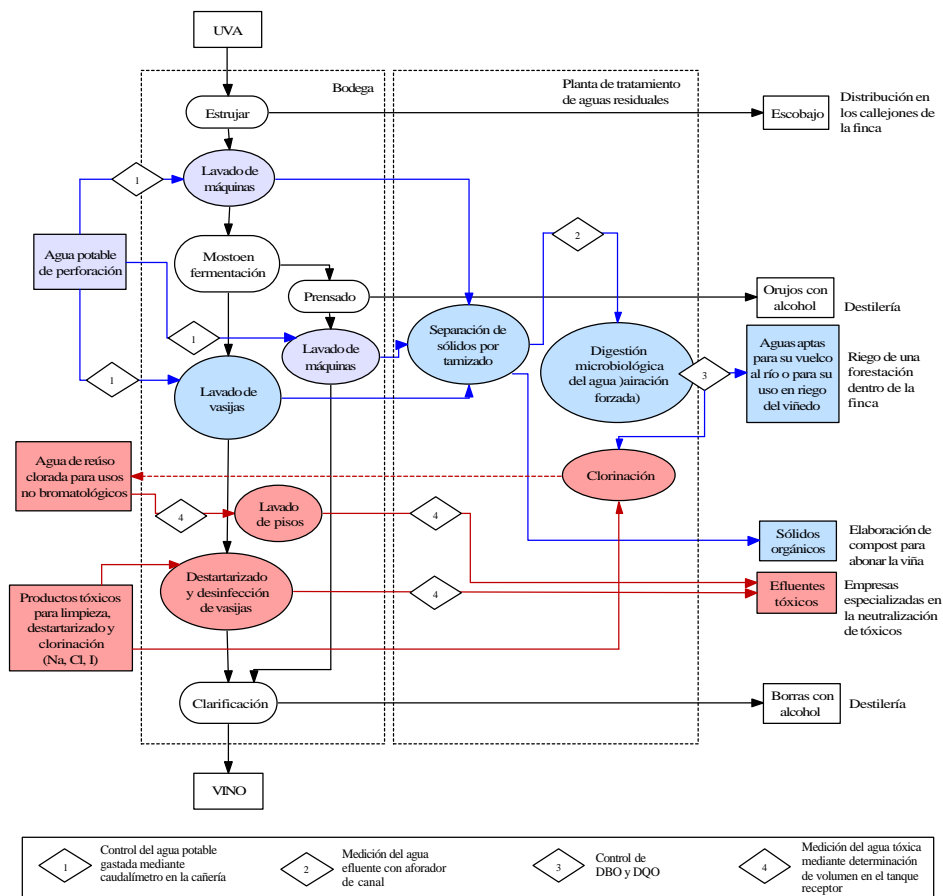 UVA
Bodega
Planta de tratamiento
de aguas residuales
Estrujar
Escobajo
Distribución en
los callejones de
la finca
1
Lavado de
máquinas
2
Agua potable
de perforación
Mostoen
fermentación
Prensado
Orujos con
alcohol
Destilería
1
Lavado de
máquinas
Separación de
sólidos por
tamizado
Digestión
microbiológica
del agua )airación
forzada)
3
Aguas aptas
para su vuelco
al río o para su
uso en riego
del viñedo
Riego de una
forestación
dentro de la
finca
1
Lavado de
vasijas
Agua de reúso
clorada para usos
no bromatológicos
Clorinación
4
Lavado
de pisos
4
Sólidos
orgánicos
Elaboración de
compost para
abonar la viña
Productos tóxicos
para limpieza,
destartarizado y
clorinación
(Na, Cl, I)
Destartarizado
y desinfección
de vasijas
4
Efluentes
tóxicos
Empresas
especializadas en
la neutralización
de tóxicos
Clarificación
Borras con
alcohol
Destilería
VINO
1
Control del agua potable
gastada mediante
caudalímetro en la cañería
2
Medición del agua
efluente con aforador
de canal
3
Control de
DBO y DQO
4
Medición del agua tóxica
mediante determinación
de volumen en el tanque
receptor